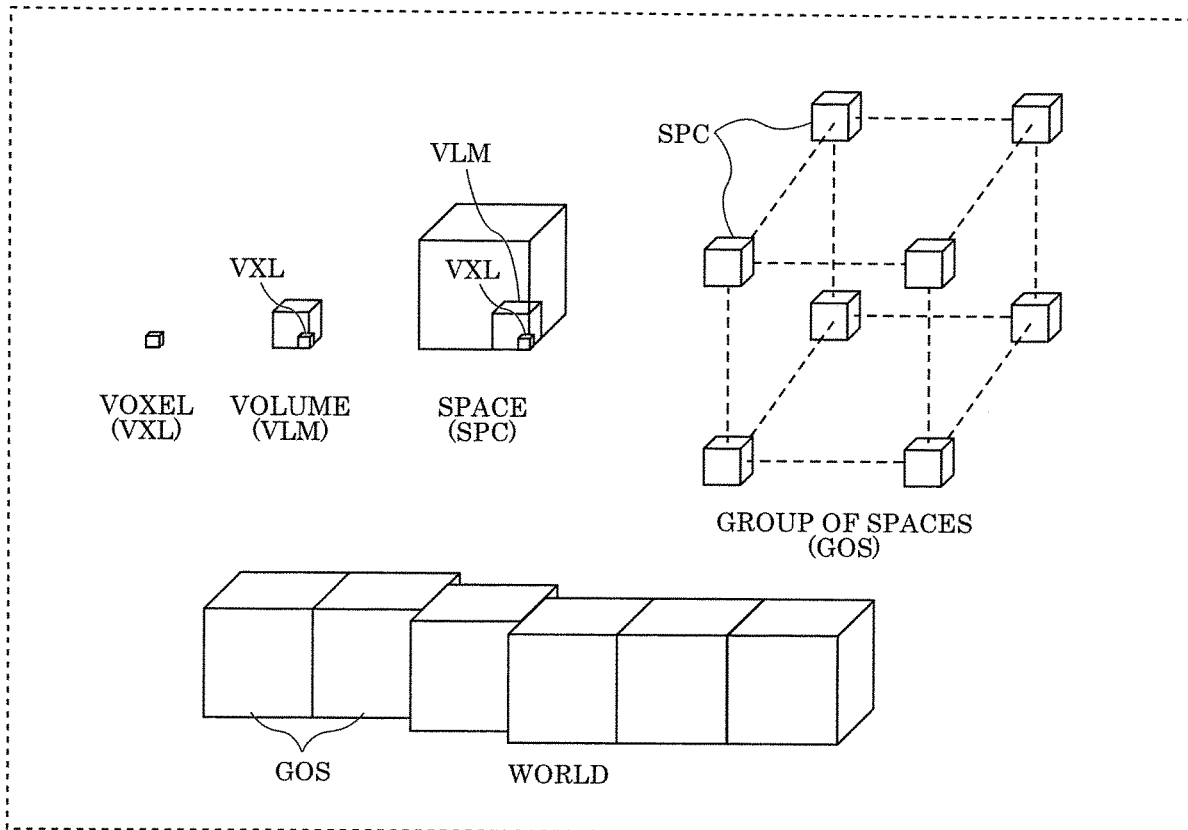 SPC
VLM
VXL
VXL
VOXEL
(VXL)
VOLUME
(VLM)
SPACE
(SPC)
GROUP OF SPACES
(GOS)
GOS
WORLD